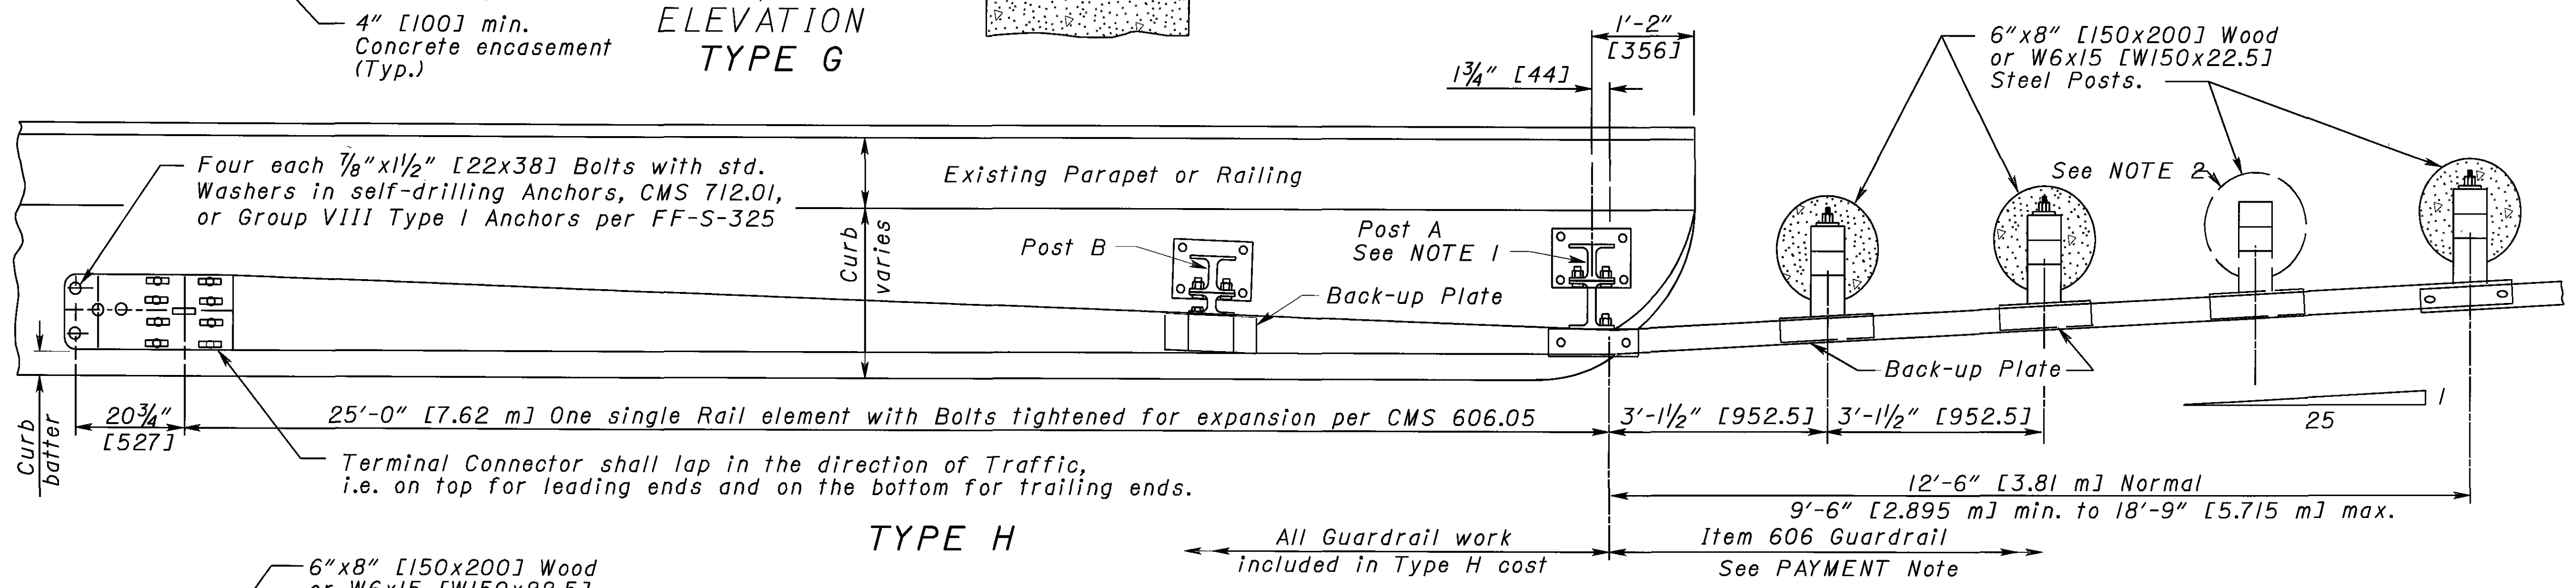 4" [100] min.
Concrete encasement
(Typ.)
ELEVATION
TYPE G
1'-2"
[356]
1¾" [44]
6"x8" [150x200] Wood
or W6x15 [W150x22.5]
Steel Posts.
Four each ⅞"x1½" [22x38] Bolts with std.
Washers in self-drilling Anchors, CMS 712.01,
or Group VIII Type I Anchors per FF-S-325
Existing Parapet or Railing
Curb
varies
Post B
Post A
See NOTE 1
Back-up Plate
See NOTE 2
Back-up Plate
1
25
Curb
batter
20¾"
[527]
25'-0" [7.62 m] One single Rail element with Bolts tightened for expansion per CMS 606.05
3'-1½" [952.5]
3'-1½" [952.5]
Terminal Connector shall lap in the direction of Traffic,
i.e. on top for leading ends and on the bottom for trailing ends.
12'-6" [3.81 m] Normal
9'-6" [2.895 m] min. to 18'-9" [5.715 m] max.
TYPE H
All Guardrail work
included in Type H cost
Item 606 Guardrail
See PAYMENT Note
6"x8" [150x200] Wood
or W6x15 [W150x22.5]